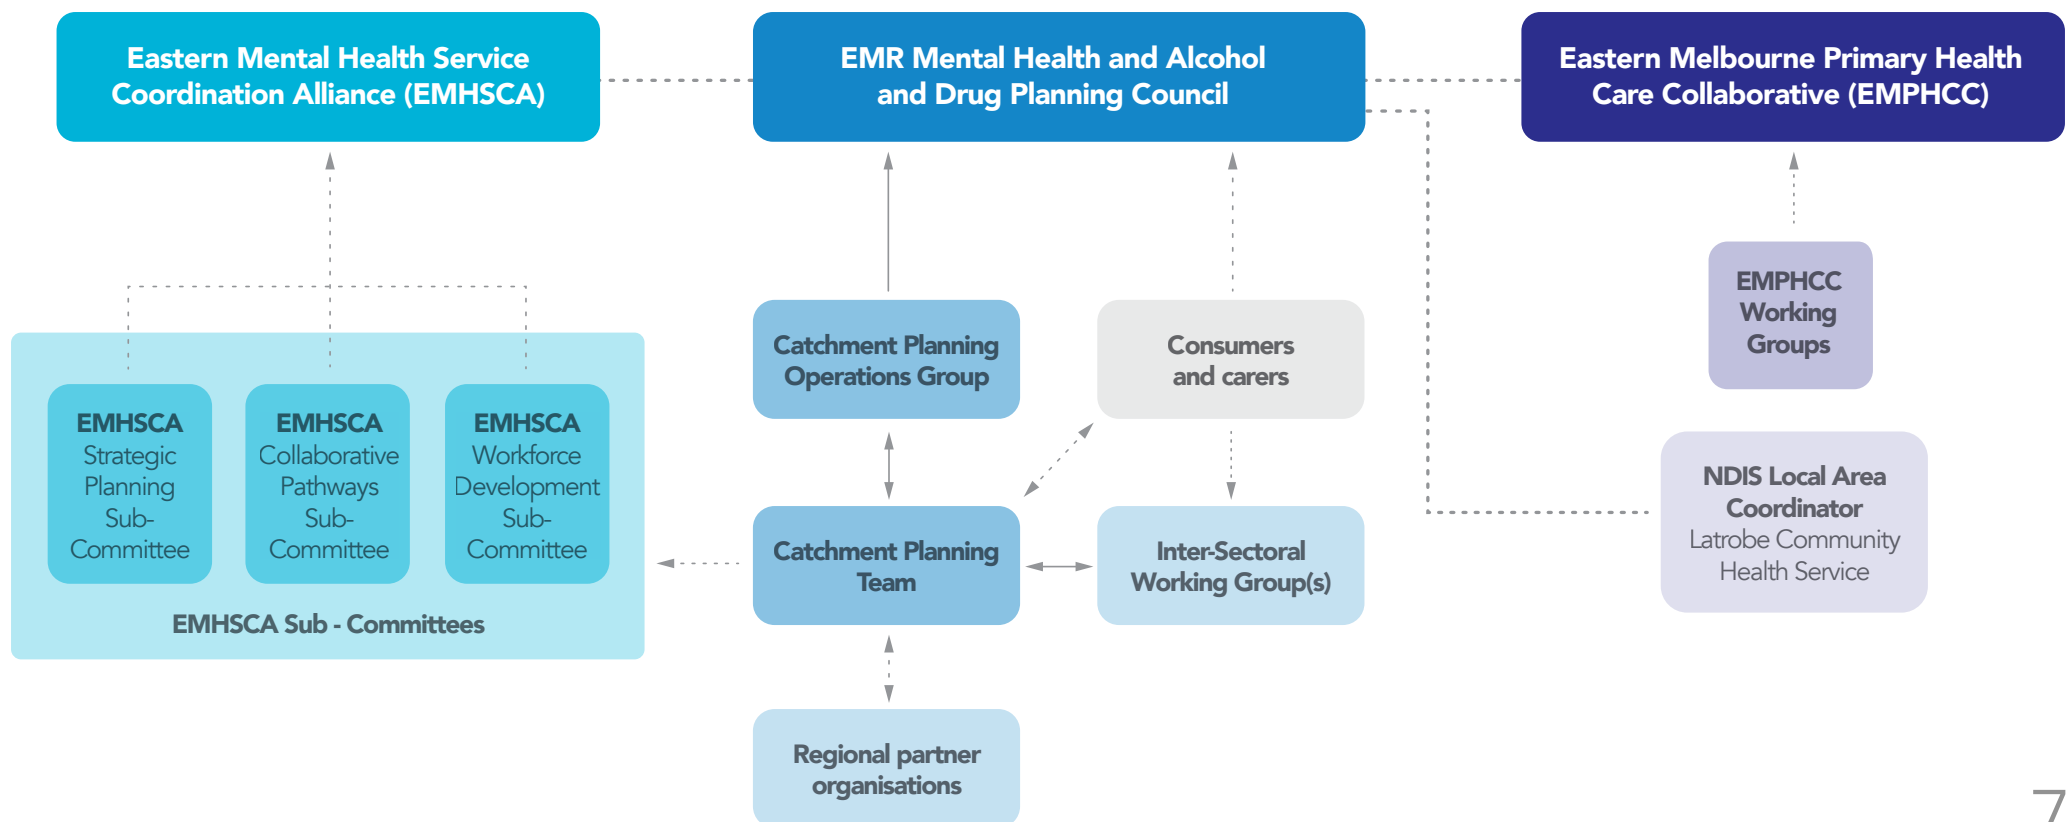 Eastern Mental Health Service
Coordination Alliance (EMHSCA)
EMR Mental Health and Alcohol
and Drug Planning Council
Eastern Melbourne Primary Health
Care Collaborative (EMPHCC)
EMPHCC
Working
Groups
Catchment Planning
Operations Group
Consumers
and carers
EMHSCA
Strategic
Planning
Sub-
Committee
EMHSCA
Collaborative
Pathways
Sub-
Committee
EMHSCA
Workforce
Development
Sub-
Committee
EMHSCA Sub - Committees
Catchment Planning
Team
Inter-Sectoral
Working Group(s)
NDIS Local Area
Coordinator
Latrobe Community
Health Service
Regional partner
organisations
7